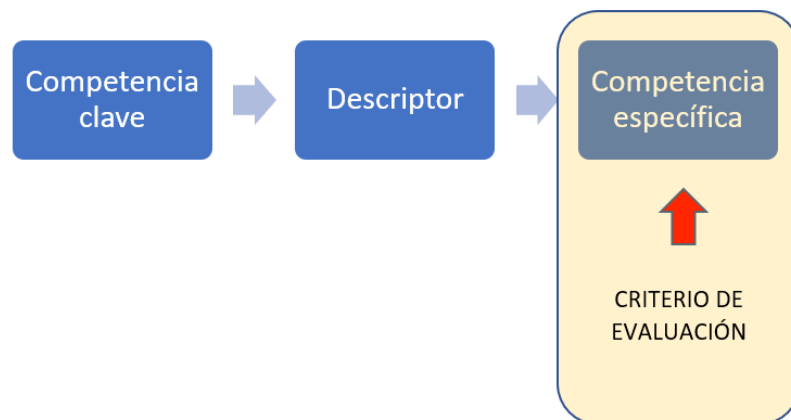 Competencia
clave
Descriptor
Competencia
específica
CRITERIO DE
EVALUACIÓN